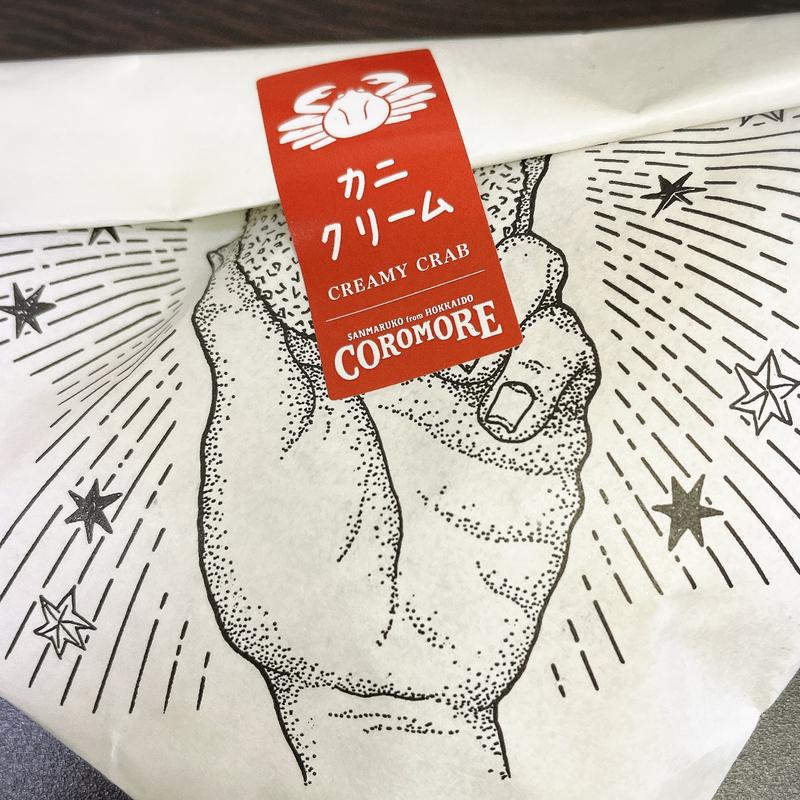 カニ
クリーム
CREAMY CRAB
SANMARUKO from HOKKAIDO
COROMORE